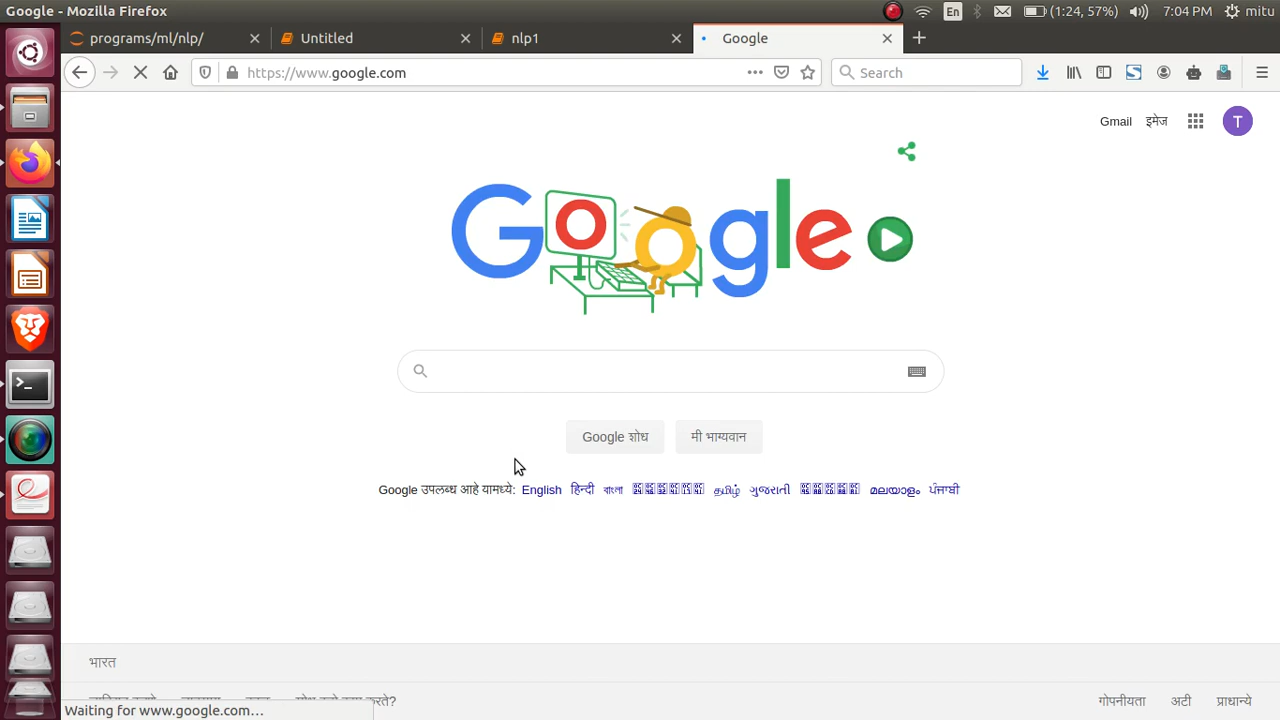 Google - Mozilla Firefox
En
(1:24, 57%)
7:04 PM
mitu
programs/ml/nlp/
Untitled
nlp1
Google
https://www.google.com
Search
Gmail
इमेज
T
Google
Google शोध
मी भाग्यवान
Google उपलब्ध आहे यामध्ये: English हिन्दी বাংলা தமிழ் ગુજરાતી മലയാളം ਪੰਜਾਬੀ
भारत
गोपनीयता
अटी
प्राधान्ये
Waiting for www.google.com…